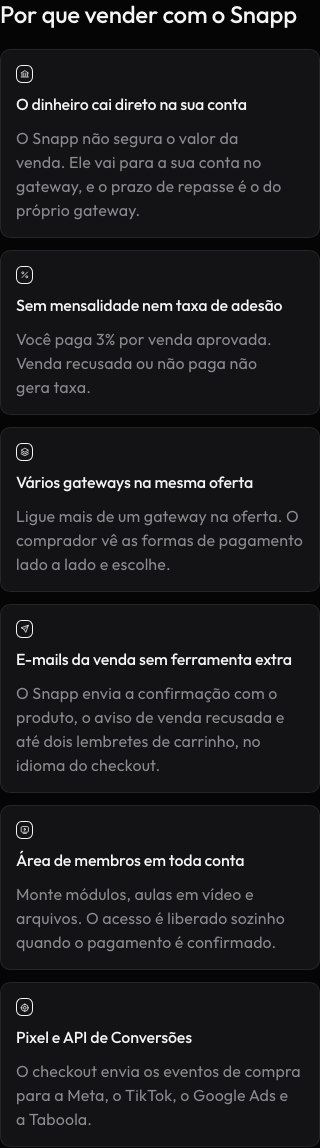 Por que vender com o Snapp
O dinheiro cai direto na sua conta
O Snapp não segura o valor da
venda. Ele vai para a sua conta no
gateway, e o prazo de repasse é o do
próprio gateway.
Sem mensalidade nem taxa de adesão
Você paga 3% por venda aprovada.
Venda recusada ou não paga não
gera taxa.
Vários gateways na mesma oferta
Ligue mais de um gateway na oferta. O
comprador vê as formas de pagamento
lado a lado e escolhe.
E-mails da venda sem ferramenta extra
O Snapp envia a confirmação com o
produto, o aviso de venda recusada e
até dois lembretes de carrinho, no
idioma do checkout.
Área de membros em toda conta
Monte módulos, aulas em vídeo e
arquivos. O acesso é liberado sozinho
quando o pagamento é confirmado.
Pixel e API de Conversões
O checkout envia os eventos de compra
para a Meta, o TikTok, o Google Ads e
a Taboola.